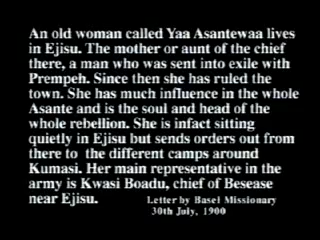 An old woman called Yaa Asantewaa lives
in Ejisu. The mother or aunt of the chief
there, a man who was sent into exile with
Prempeh. Since then she has ruled the
town. She has much influence in the whole
Asante and is the soul and head of the
whole rebellion. She is infact sitting
quietly in Ejisu but sends orders out from
there to the different camps around
Kumasi. Her main representative in the
army is Kwasi Boadu, chief of Besease
near Ejisu.
Letter by Basel Missionary
30th July, 1900